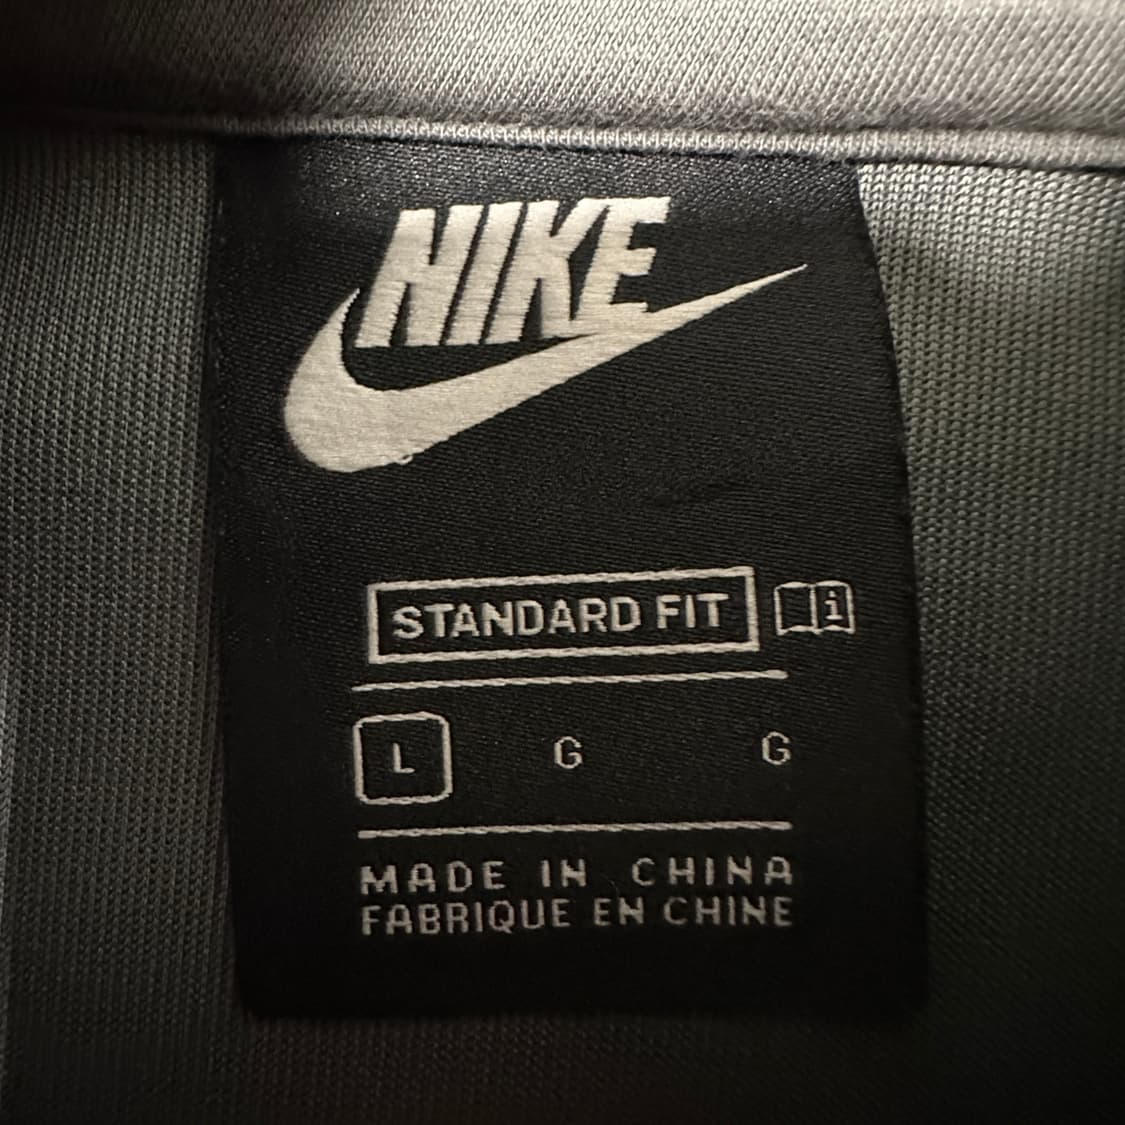 NIKE
STANDARD FIT i
L G G
MADE IN CHINA
FABRIQUE EN CHINE